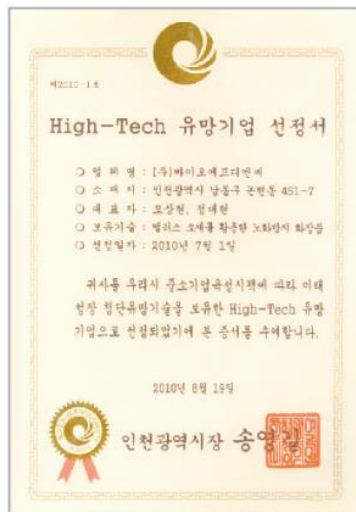 제2010-1호
High-Tech 유망기업 선정서
○ 업 체 명 : (주)바이오에프디엔씨
○ 소 재 지 : 인천광역시 남동구 논현동 451-7
○ 대 표 자 : 모상현, 정대현
○ 보유기술 : 소재를 활용한 노화방지 화장품
○ 선정일자 : 2010년 7월 1일
귀사를 우리시 중소기업육성시책에 따라 미래
성장 첨단유망기술을 보유한 High-Tech 유망
기업으로 선정되었기에 본 증서를 수여합니다.
2010년 8월 19일
인천광역시장 송영길